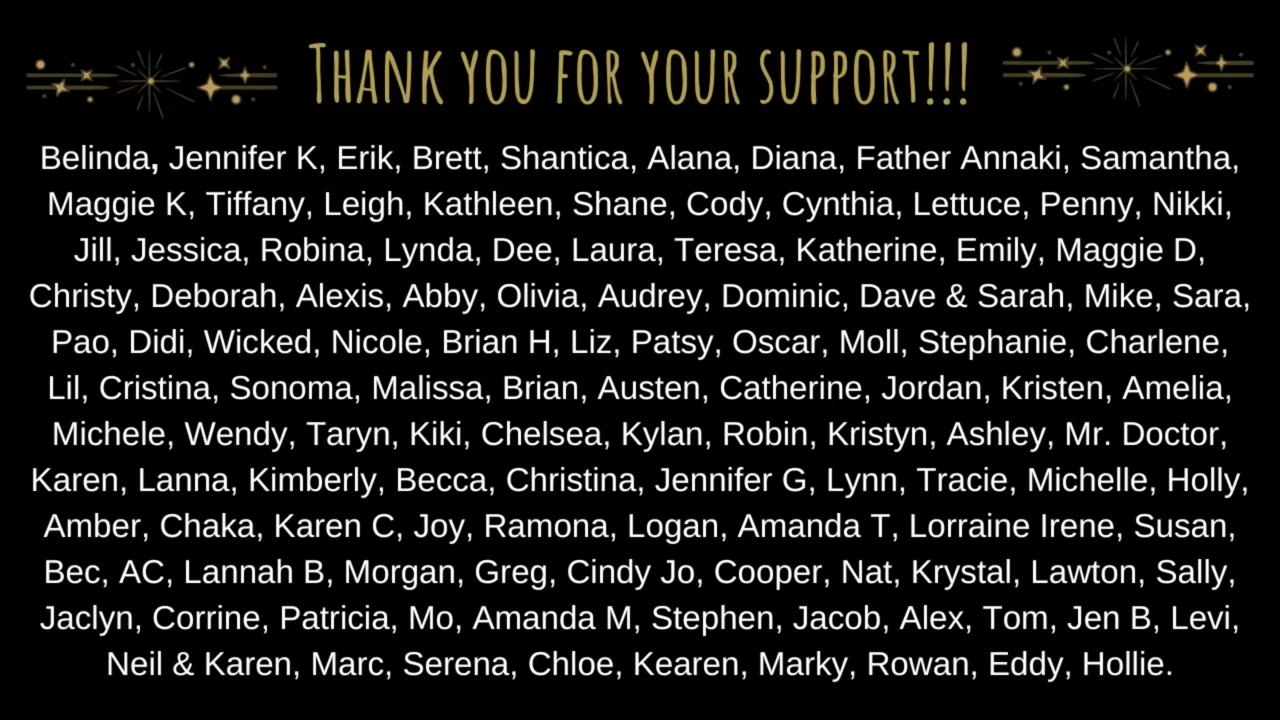 Thank you for your support!!!
Belinda, Jennifer K, Erik, Brett, Shantica, Alana, Diana, Father Annaki, Samantha,
Maggie K, Tiffany, Leigh, Kathleen, Shane, Cody, Cynthia, Lettuce, Penny, Nikki,
Jill, Jessica, Robina, Lynda, Dee, Laura, Teresa, Katherine, Emily, Maggie D,
Christy, Deborah, Alexis, Abby, Olivia, Audrey, Dominic, Dave & Sarah, Mike, Sara,
Pao, Didi, Wicked, Nicole, Brian H, Liz, Patsy, Oscar, Moll, Stephanie, Charlene,
Lil, Cristina, Sonoma, Malissa, Brian, Austen, Catherine, Jordan, Kristen, Amelia,
Michele, Wendy, Taryn, Kiki, Chelsea, Kylan, Robin, Kristyn, Ashley, Mr. Doctor,
Karen, Lanna, Kimberly, Becca, Christina, Jennifer G, Lynn, Tracie, Michelle, Holly,
Amber, Chaka, Karen C, Joy, Ramona, Logan, Amanda T, Lorraine Irene, Susan,
Bec, AC, Lannah B, Morgan, Greg, Cindy Jo, Cooper, Nat, Krystal, Lawton, Sally,
Jaclyn, Corrine, Patricia, Mo, Amanda M, Stephen, Jacob, Alex, Tom, Jen B, Levi,
Neil & Karen, Marc, Serena, Chloe, Kearen, Marky, Rowan, Eddy, Hollie.